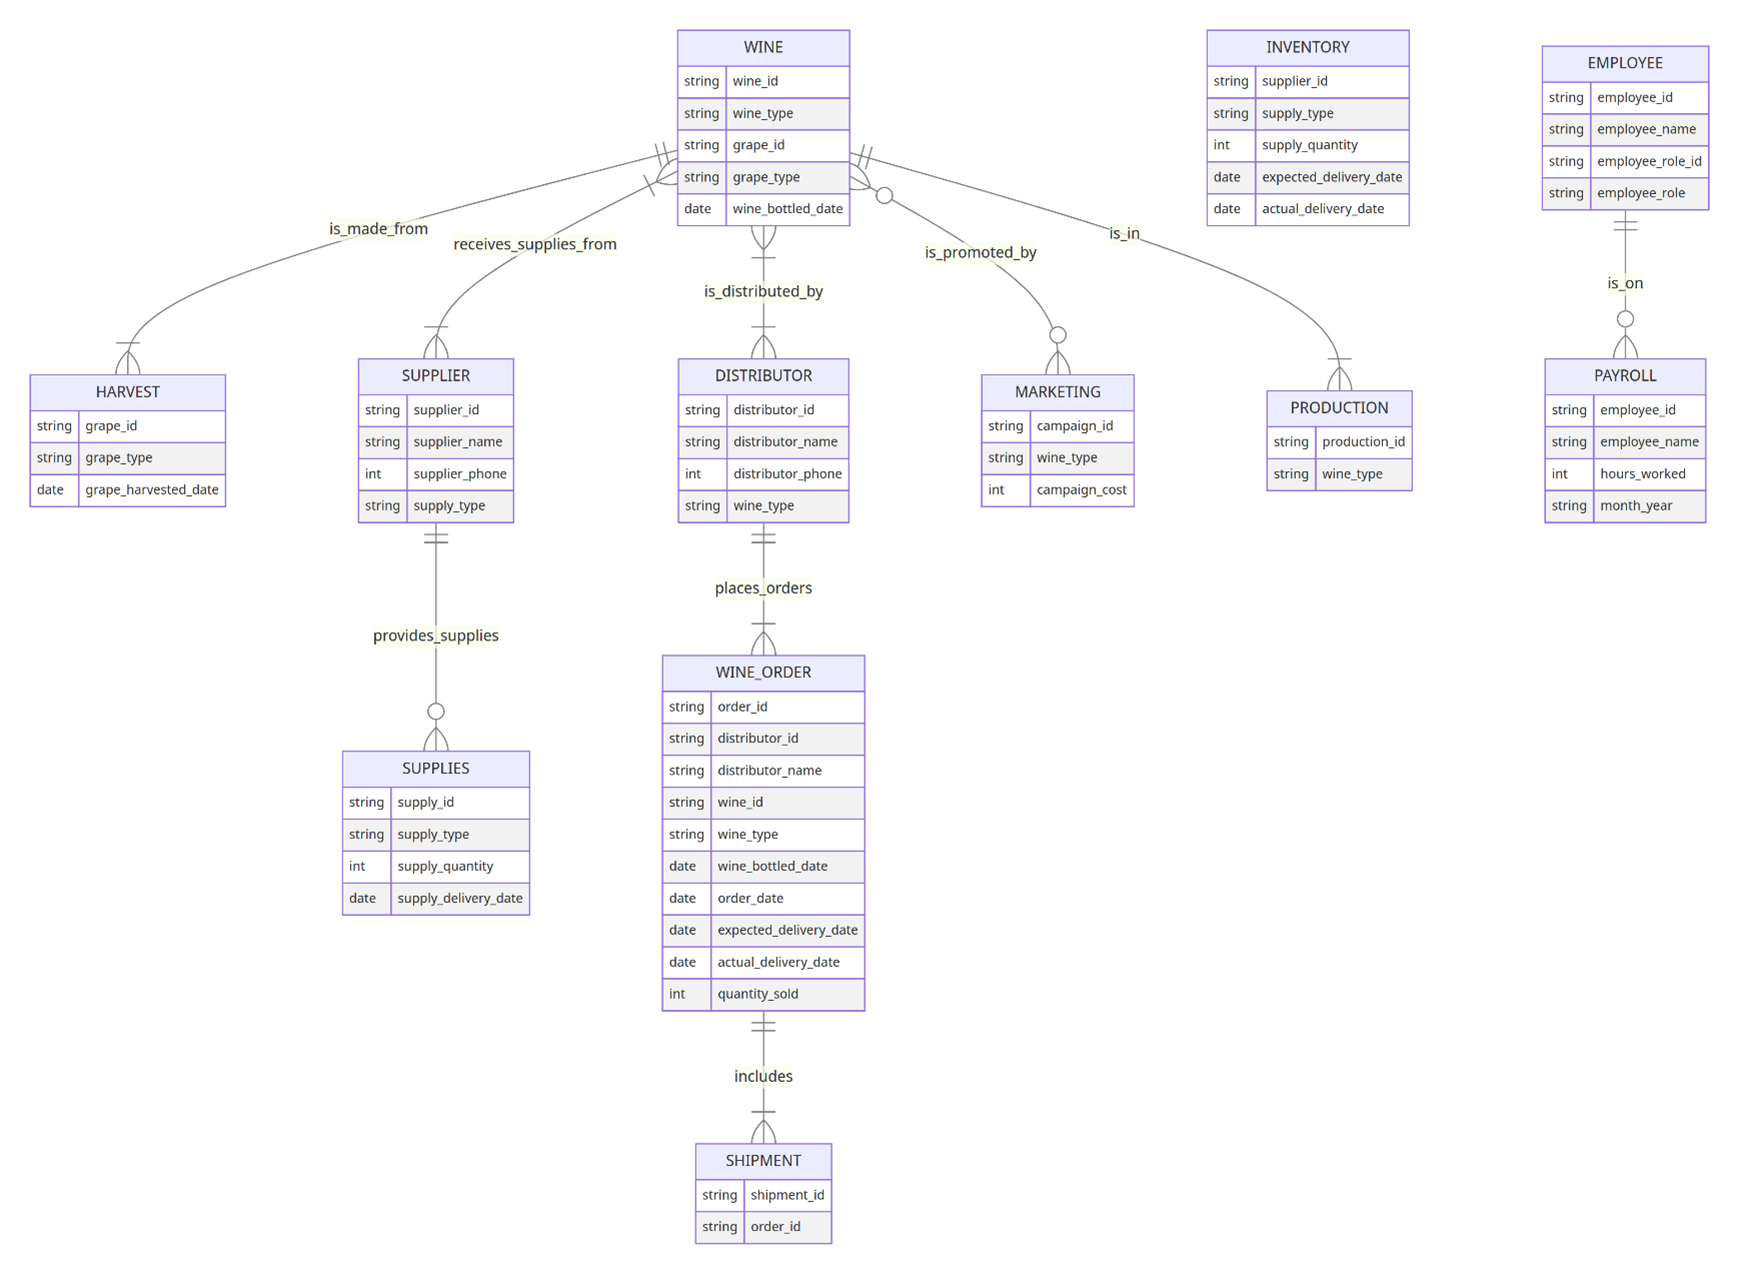 WINE
string wine_id
string wine_type
string grape_id
string grape_type
date wine_bottled_date
INVENTORY
string supplier_id
string supply_type
int supply_quantity
date expected_delivery_date
date actual_delivery_date
EMPLOYEE
string employee_id
string employee_name
string employee_role_id
string employee_role
is_made_from
receives_supplies_from
is_distributed_by
is_promoted_by
is_in
is_on
HARVEST
string grape_id
string grape_type
date grape_harvested_date
SUPPLIER
string supplier_id
string supplier_name
int supplier_phone
string supply_type
DISTRIBUTOR
string distributor_id
string distributor_name
int distributor_phone
string wine_type
MARKETING
string campaign_id
string wine_type
int campaign_cost
PRODUCTION
string production_id
string wine_type
PAYROLL
string employee_id
string employee_name
int hours_worked
string month_year
provides_supplies
places_orders
SUPPLIES
string supply_id
string supply_type
int supply_quantity
date supply_delivery_date
WINE_ORDER
string order_id
string distributor_id
string distributor_name
string wine_id
string wine_type
date wine_bottled_date
date order_date
date expected_delivery_date
date actual_delivery_date
int quantity_sold
includes
SHIPMENT
string shipment_id
string order_id